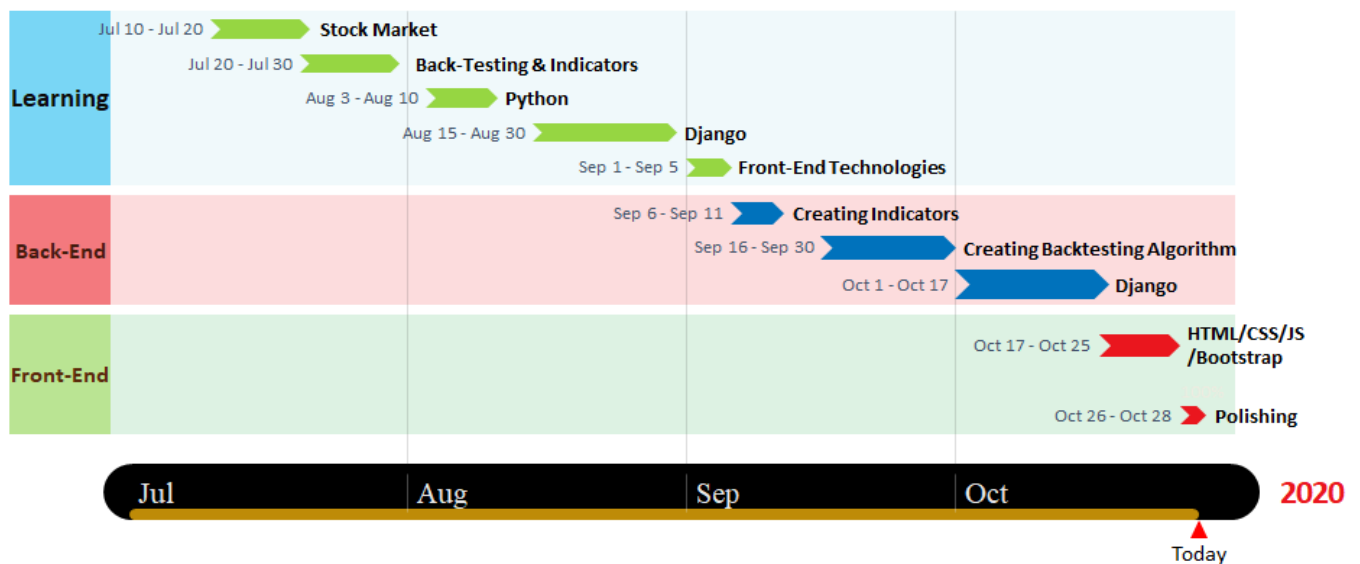 Learning
Jul 10 - Jul 20 Stock Market
Jul 20 - Jul 30 Back-Testing & Indicators
Aug 3 - Aug 10 Python
Aug 15 - Aug 30 Django
Sep 1 - Sep 5 Front-End Technologies
Back-End
Sep 6 - Sep 11 Creating Indicators
Sep 16 - Sep 30 Creating Backtesting Algorithm
Oct 1 - Oct 17 Django
Front-End
Oct 17 - Oct 25 HTML/CSS/JS
/Bootstrap
Oct 26 - Oct 28 Polishing
Jul Aug Sep Oct 2020
Today